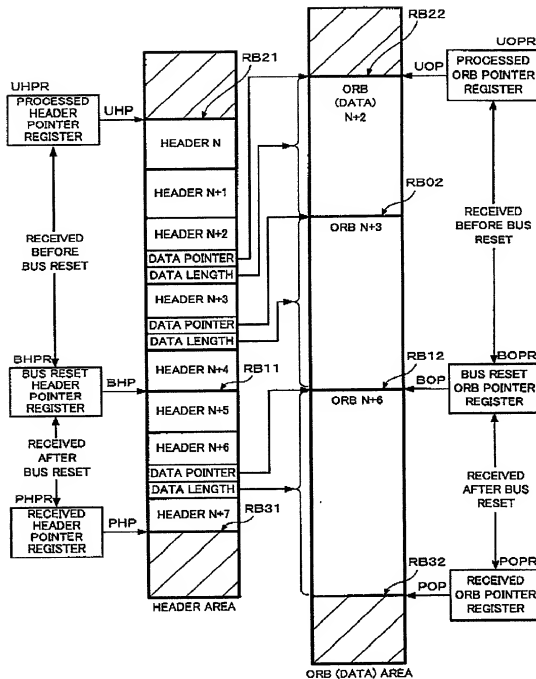 UHPR
PROCESSED
HEADER
POINTER
REGISTER
UHP
RECEIVED
BEFORE
BUS RESET
BHPR
BUS RESET
HEADER
POINTER
REGISTER
BHP
RECEIVED
AFTER
BUS RESET
PHPR
RECEIVED
HEADER
POINTER
REGISTER
PHP
RB21
HEADER N
HEADER N+1
HEADER N+2
DATA POINTER
DATA LENGTH
HEADER N+3
DATA POINTER
DATA LENGTH
HEADER N+4
RB11
HEADER N+5
HEADER N+6
DATA POINTER
DATA LENGTH
HEADER N+7
RB31
HEADER AREA
RB22
ORB
(DATA)
N+2
RB02
ORB N+3
RB12
ORB N+6
RB32
ORB (DATA) AREA
UOPR
UOP
PROCESSED
ORB POINTER
REGISTER
RECEIVED
BEFORE BUS
RESET
BOPR
BOP
BUS RESET
ORB POINTER
REGISTER
RECEIVED
AFTER BUS
RESET
POPR
POP
RECEIVED
ORB POINTER
REGISTER